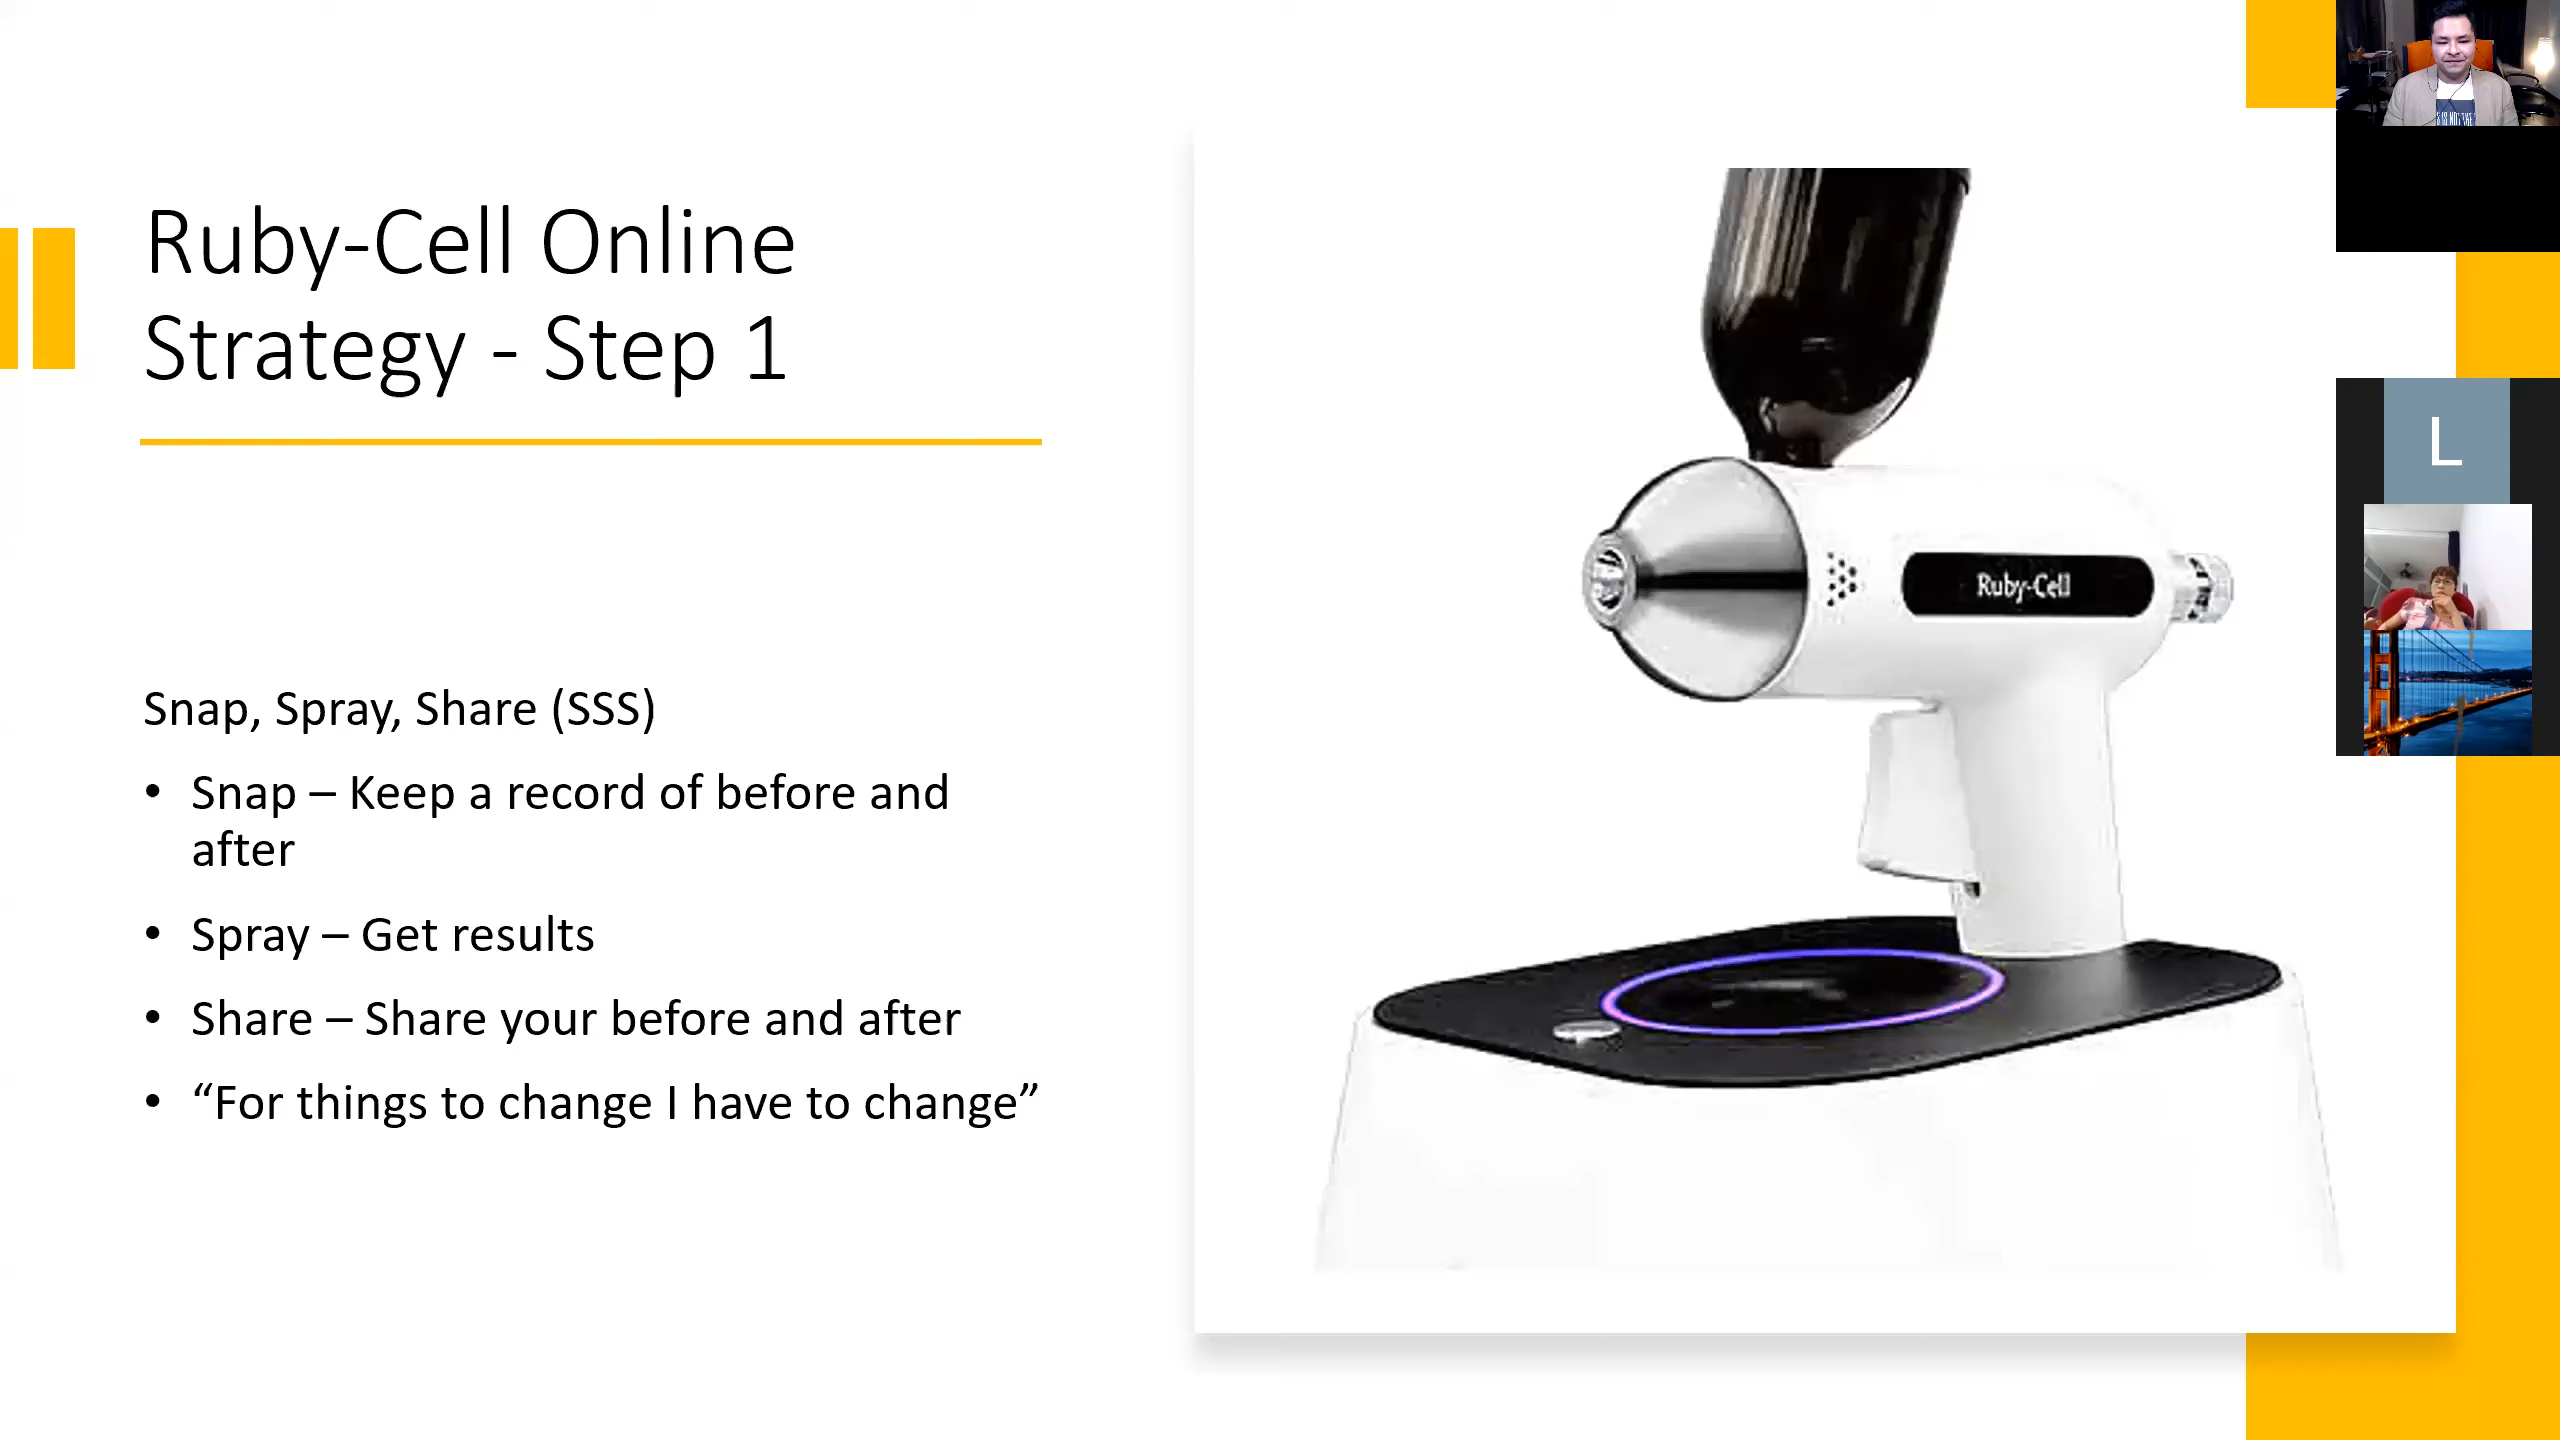 Ruby-Cell Online
Strategy - Step 1
Snap, Spray, Share (SSS)
• Snap – Keep a record of before and
after
• Spray – Get results
• Share – Share your before and after
• “For things to change I have to change”
Ruby-Cell
L